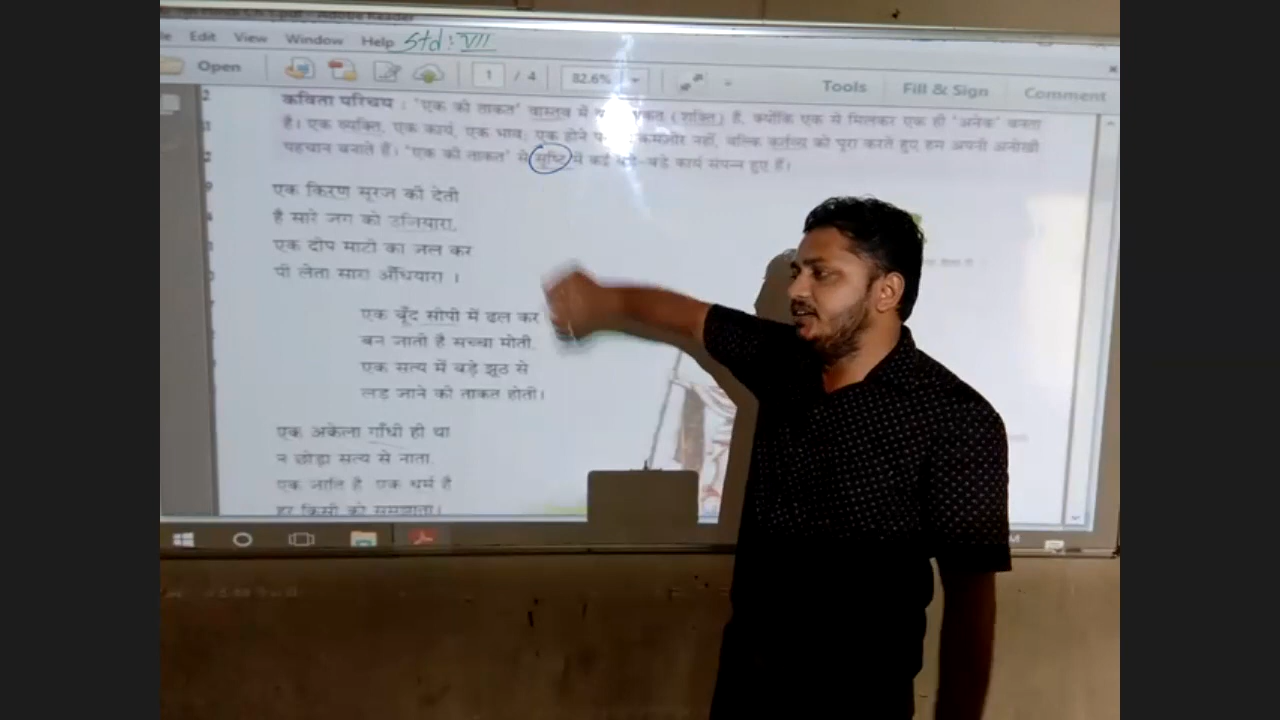 Adobe Reader
Edit View Window Help Std: VII
Open 1 / 4 82.6% Tools Fill & Sign Comment
कविता परिचय : 'एक की ताकत' वास्तव में (शक्ति) है, क्योंकि एक से मिलकर एक ही 'अनेक' बनता
है। एक व्यक्ति, एक कार्य, एक भाव; एक होने कमजोर नहीं, बल्कि कर्तव्य को पूरा करते हुए हम अपनी अनोखी
पहचान बनाते हैं। 'एक की ताकत' से सृष्टि में कई बड़े-बड़े कार्य संपन्न हुए हैं।
एक किरण सूरज की देती
है सारे जग को उजियारा,
एक दीप माटी का जल कर
पी लेता सारा अँधियारा ।
एक बूँद सीपी में ढल कर
बन जाती है सच्चा मोती,
एक सत्य में बड़े झूठ से
लड़ जाने की ताकत होती।
एक अकेला गाँधी ही था
न छोड़ा सत्य से नाता,
एक जाति है एक धर्म है
हर किसी को समझाता।